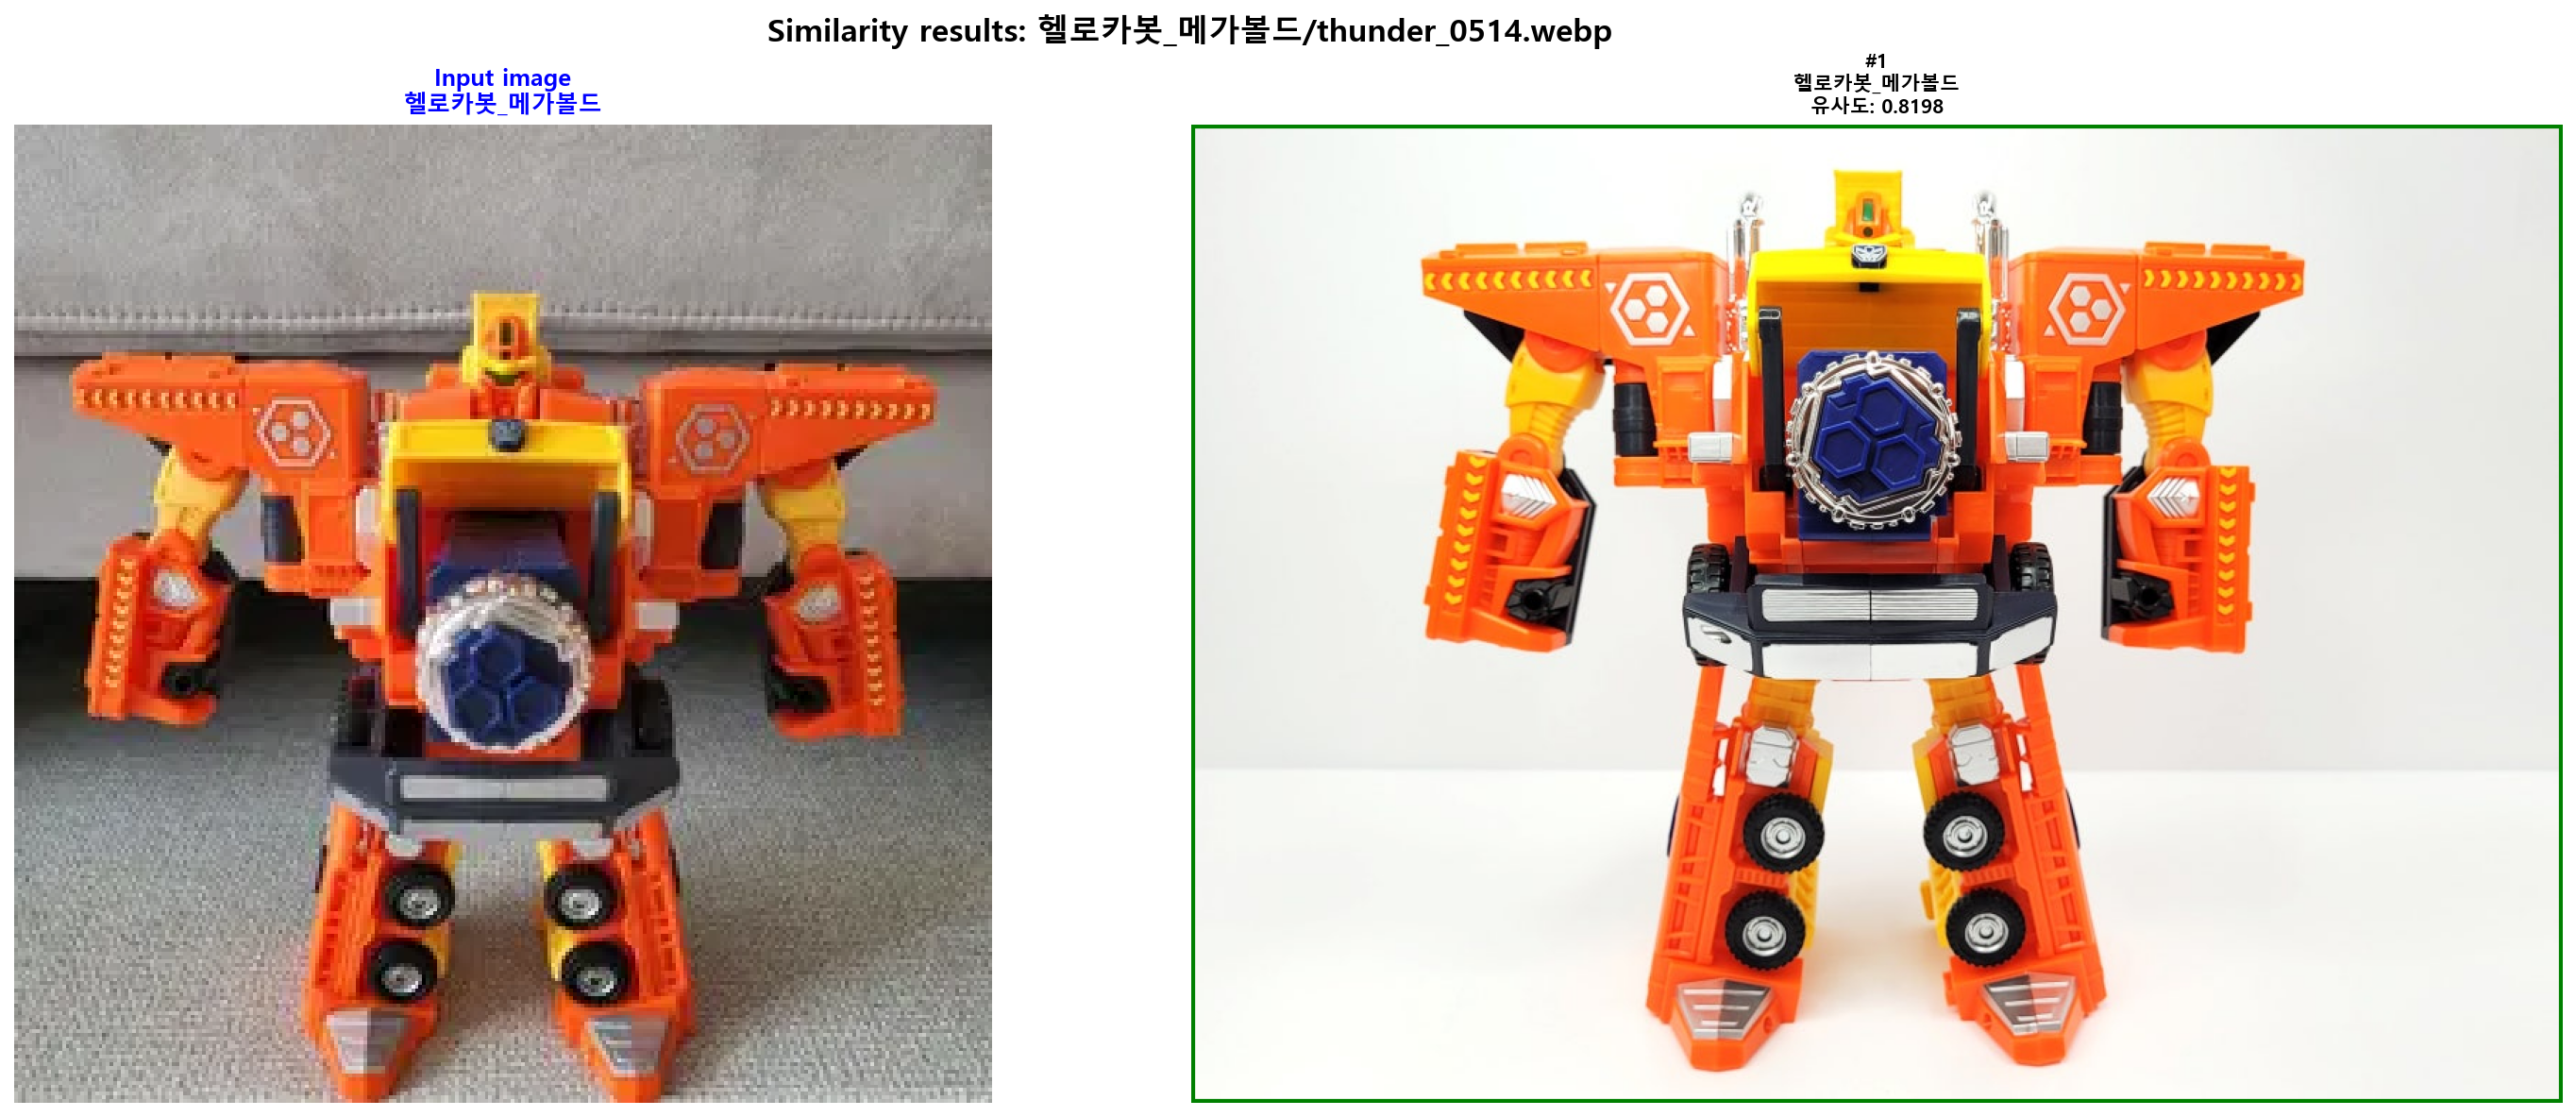 Similarity results: 헬로카봇_메가볼드/thunder_0514.webp
Input image
헬로카봇_메가볼드
#1
헬로카봇_메가볼드
유사도: 0.8198